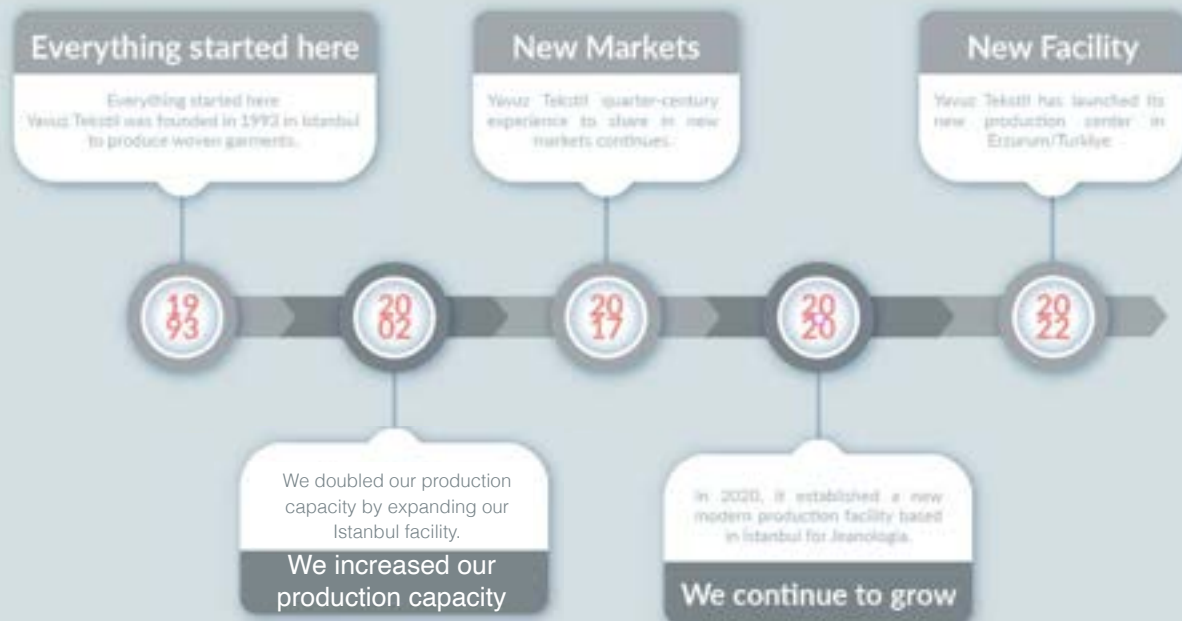 Everything started here
Everything started here
Yavuz Tekstil was founded in 1993 in Istanbul
to produce woven garments.
New Markets
Yavuz Tekstil quarter-century
experience to share in new
markets continues.
New Facility
Yavuz Tekstil has launched its
new production center in
Erzurum/Turkiye
19
93
20
02
20
17
20
20
20
22
We doubled our production
capacity by expanding our
Istanbul facility.
We increased our
production capacity
In 2020, it established a new
modern production facility based
in Istanbul for Jeanologia.
We continue to grow